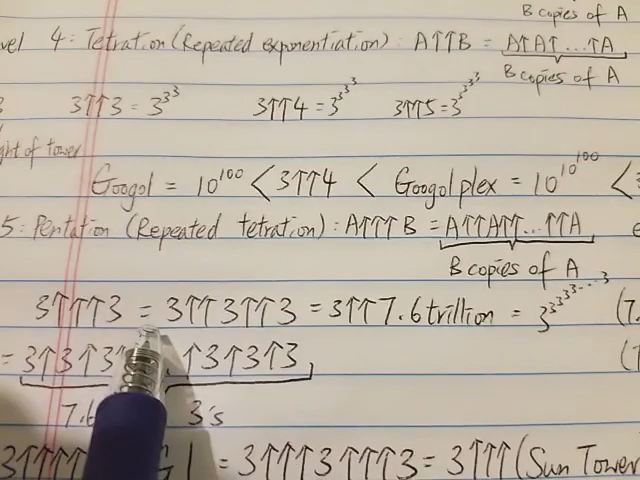 B copies of A
vel 4: Tetration (Repeated exponentiation): A↑↑B = A↑A↑...↑A
B copies of A
3↑↑3 = 3^3^3 3↑↑4 = 3^3^3^3 3↑↑5 = 3^3^3^3^3
ght of tower
Googol = 10^100 < 3↑↑4 < Googolplex = 10^10^100 <
5: Pentation (Repeated tetration): A↑↑↑B = A↑↑A↑↑...↑↑A
B copies of A
3↑↑↑3 = 3↑↑3↑↑3 = 3↑↑7.6 trillion = 3^3^3^3^3^...^3 (7.
= 3↑3↑3↑ ↑3↑3↑3 (
7.6 3's
3↑↑↑↑ G1 = 3↑↑↑3↑↑↑3 = 3↑↑↑(Sun Tower